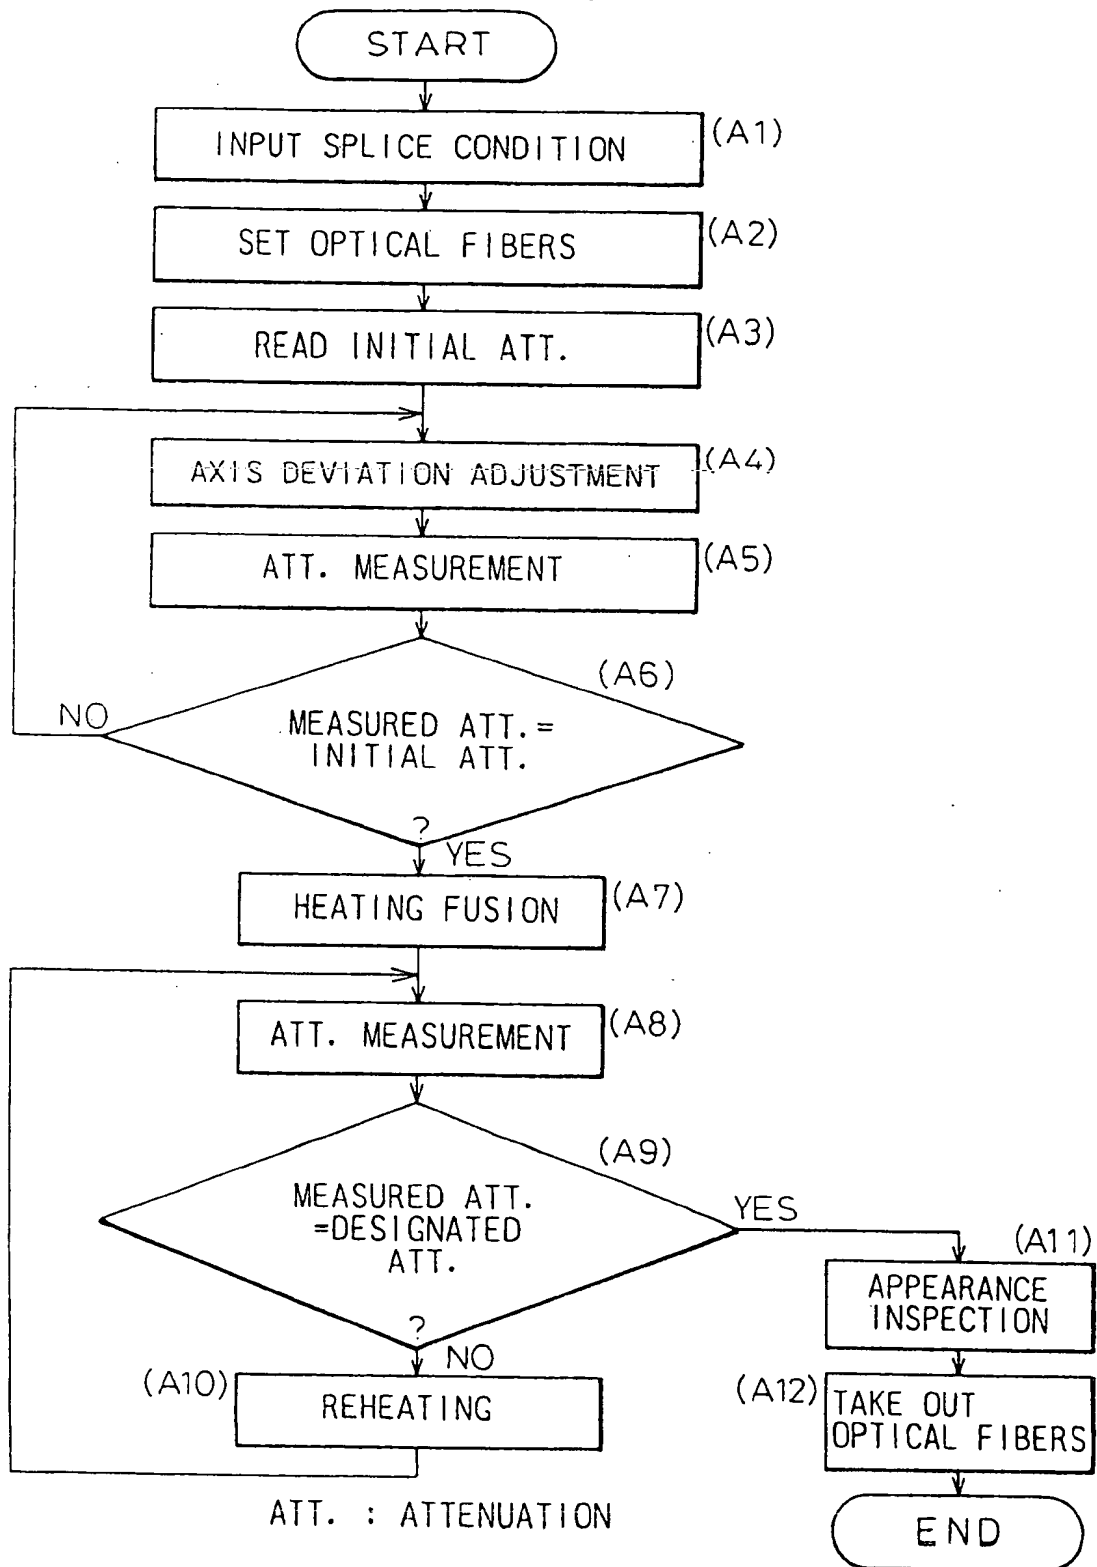 START
INPUT SPLICE CONDITION
(A1)
SET OPTICAL FIBERS
(A2)
READ INITIAL ATT.
(A3)
AXIS DEVIATION ADJUSTMENT
(A4)
ATT. MEASUREMENT
(A5)
(A6)
NO
MEASURED ATT.=
INITIAL ATT.
?
YES
HEATING FUSION
(A7)
ATT. MEASUREMENT
(A8)
(A9)
MEASURED ATT.
=DESIGNATED
ATT.
?
YES
NO
(A10)
REHEATING
(A11)
APPEARANCE
INSPECTION
(A12)
TAKE OUT
OPTICAL FIBERS
END
ATT. : ATTENUATION